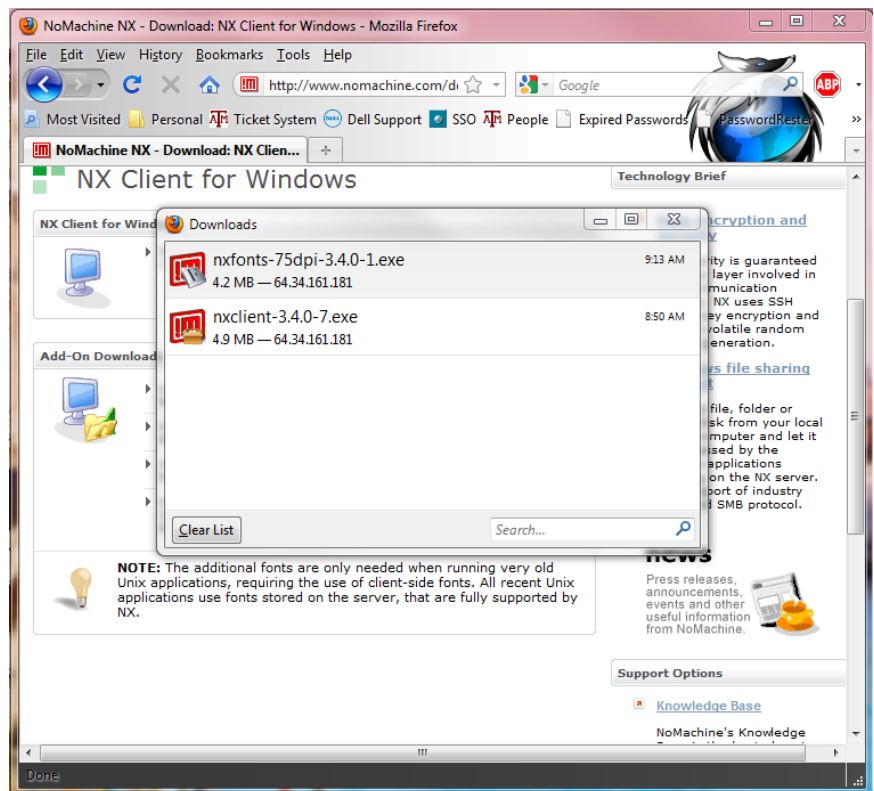 NoMachine NX - Download: NX Client for Windows - Mozilla Firefox
File Edit View History Bookmarks Tools Help
http://www.nomachine.com/d Google ABP
Most Visited Personal Ticket System Dell Support SSO People Expired Passwords PasswordReste »
NoMachine NX - Download: NX Clien...
NX Client for Windows
NX Client for Wind
Add-On Download
Downloads
nxfonts-75dpi-3.4.0-1.exe 9:13 AM
4.2 MB — 64.34.161.181
nxclient-3.4.0-7.exe 8:50 AM
4.9 MB — 64.34.161.181
Clear List Search...
NOTE: The additional fonts are only needed when running very old
Unix applications, requiring the use of client-side fonts. All recent Unix
applications use fonts stored on the server, that are fully supported by
NX.
Technology Brief
ncryption and
ity is guaranteed
layer involved in
munication
NX uses SSH
ey encryption and
volatile random
eneration.
s file sharing
file, folder or
sk from your local
mputer and let it
ssed by the
applications
on the NX server.
port of industry
SMB protocol.
news
Press releases,
announcements,
events and other
useful information
from NoMachine.
Support Options
Knowledge Base
NoMachine's Knowledge
Done